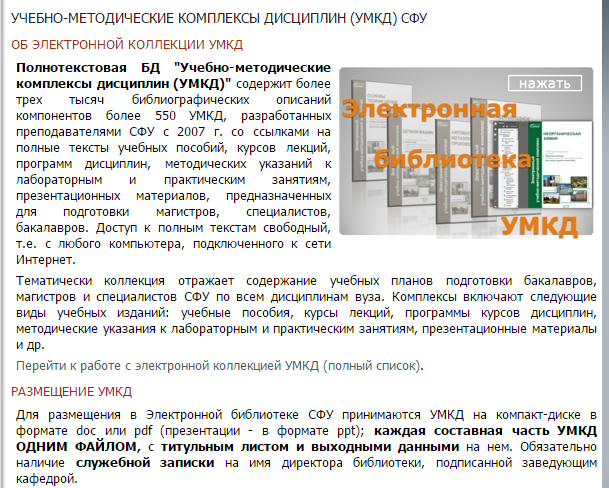 УЧЕБНО-МЕТОДИЧЕСКИЕ КОМПЛЕКСЫ ДИСЦИПЛИН (УМКД) СФУ
ОБ ЭЛЕКТРОННОЙ КОЛЛЕКЦИИ УМКД
Полнотекстовая БД "Учебно-методические
комплексы дисциплин (УМКД)" содержит более
трех тысяч библиографических описаний
компонентов более 550 УМКД, разработанных
преподавателями СФУ с 2007 г. со ссылками на
полные тексты учебных пособий, курсов лекций,
программ дисциплин, методических указаний к
лабораторным и практическим занятиям,
презентационных материалов, предназначенных
для подготовки магистров, специалистов,
бакалавров. Доступ к полным текстам свободный,
т.е. с любого компьютера, подключенного к сети
Интернет.
нажать
Электронная
библиотека
УМКД
НЕОРГАНИЧЕСКАЯ
ХИМИЯ
Тематически коллекция отражает содержание учебных планов подготовки бакалавров,
магистров и специалистов СФУ по всем дисциплинам вуза. Комплексы включают следующие
виды учебных изданий: учебные пособия, курсы лекций, программы курсов дисциплин,
методические указания к лабораторным и практическим занятиям, презентационные материалы
и др.
Перейти к работе с электронной коллекцией УМКД (полный список).
РАЗМЕЩЕНИЕ УМКД
Для размещения в Электронной библиотеке СФУ принимаются УМКД на компакт-диске в
формате doc или pdf (презентации - в формате ppt); каждая составная часть УМКД
ОДНИМ ФАЙЛОМ, с титульным листом и выходными данными на нем. Обязательно
наличие служебной записки на имя директора библиотеки, подписанной заведующим
кафедрой.